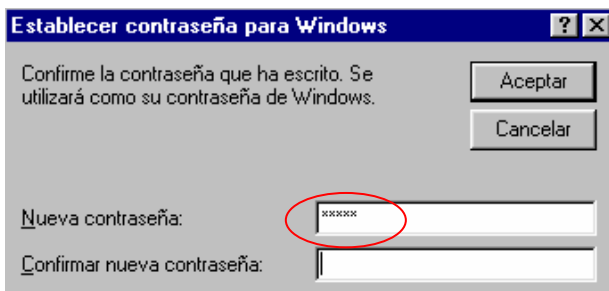 Establecer contraseña para Windows
Confirme la contraseña que ha escrito. Se
utilizará como su contraseña de Windows.
Aceptar
Cancelar
Nueva contraseña: xxxxx
Confirmar nueva contraseña: